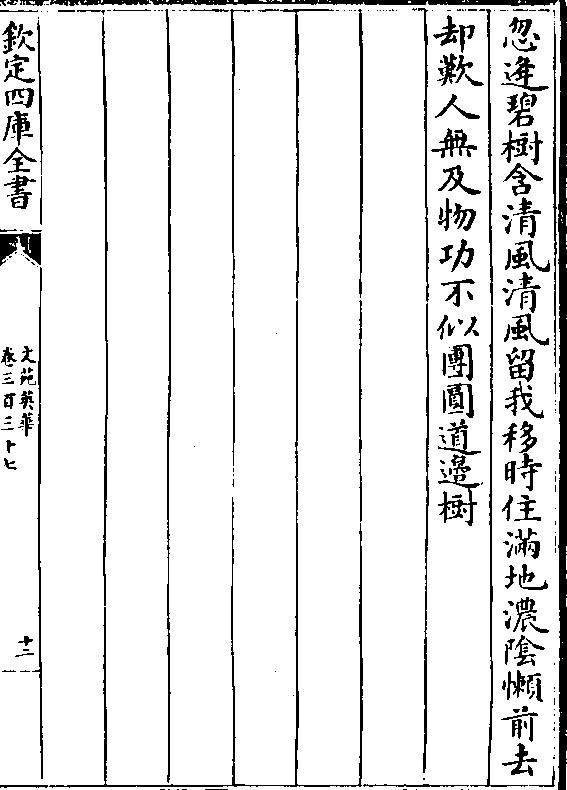 忽逢碧樹含清風清風留我移時住滿地濃隂懶前去
却歎人無及物功不似團圓道邉樹
欽定四庫全書
文苑英華
卷三百三十七
十二